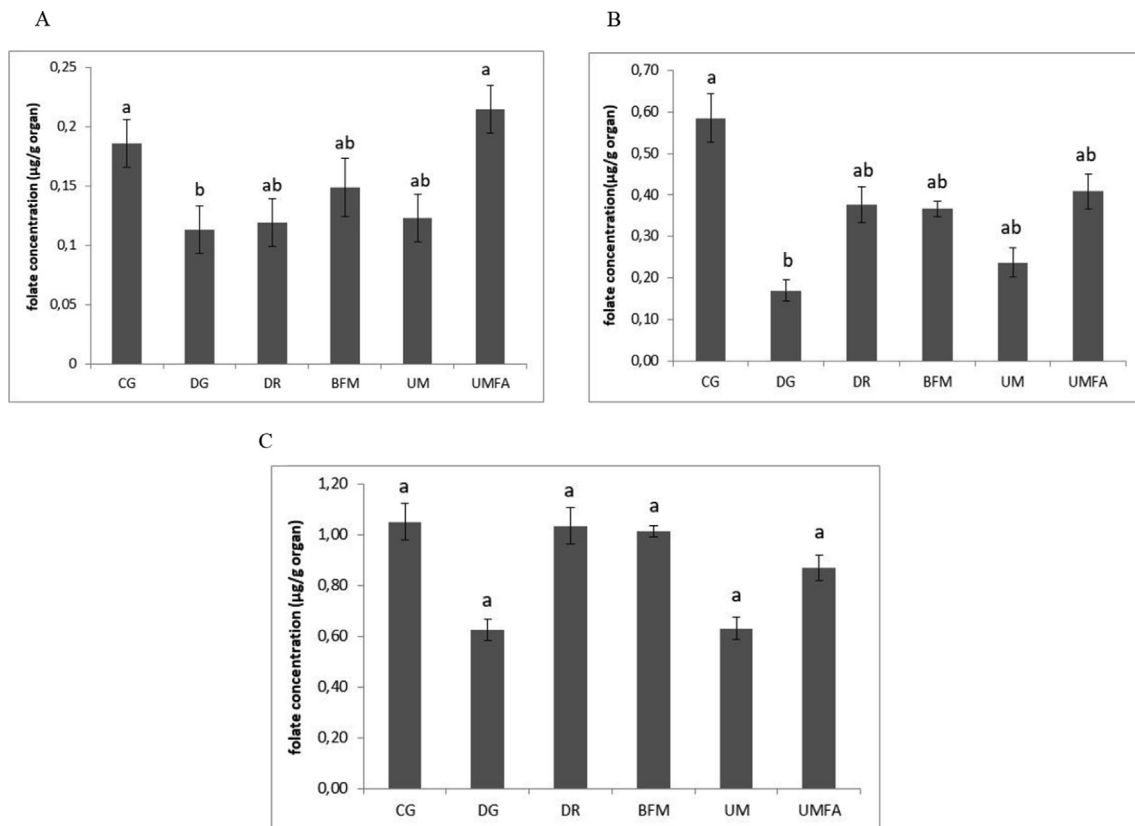 A
folate concentration (µg/g organ)
0,25
0,2
0,15
0,1
0,05
0
a
b
ab
ab
ab
a
CG DG DR BFM UM UMFA
B
folate concentration(µg/g organ)
0,70
0,60
0,50
0,40
0,30
0,20
0,10
0,00
a
b
ab
ab
ab
ab
CG DG DR BFM UM UMFA
C
folate concentration (µg/g organ)
1,20
1,00
0,80
0,60
0,40
0,20
0,00
a
a
a
a
a
a
CG DG DR BFM UM UMFA